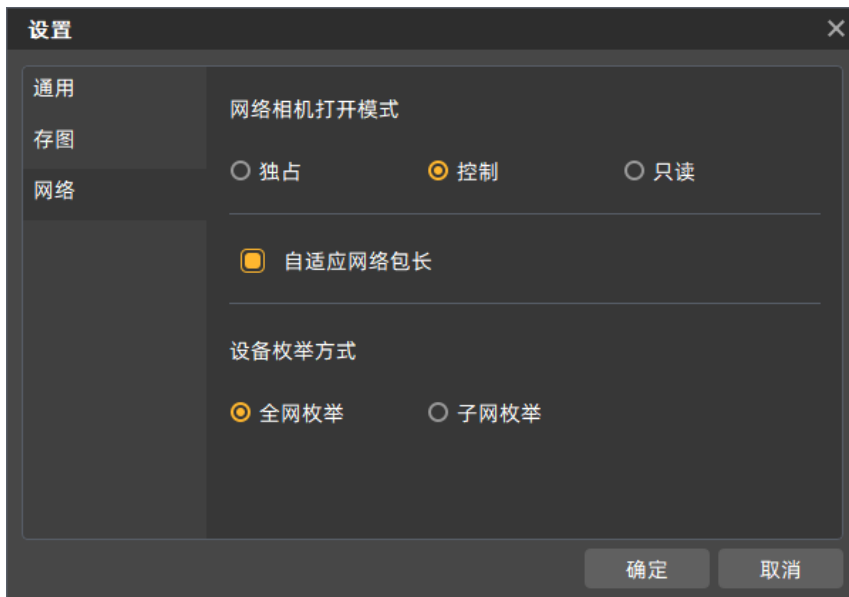 设置
通用
存图
网络
网络相机打开模式
独占 控制 只读
自适应网络包长
设备枚举方式
全网枚举 子网枚举
确定 取消